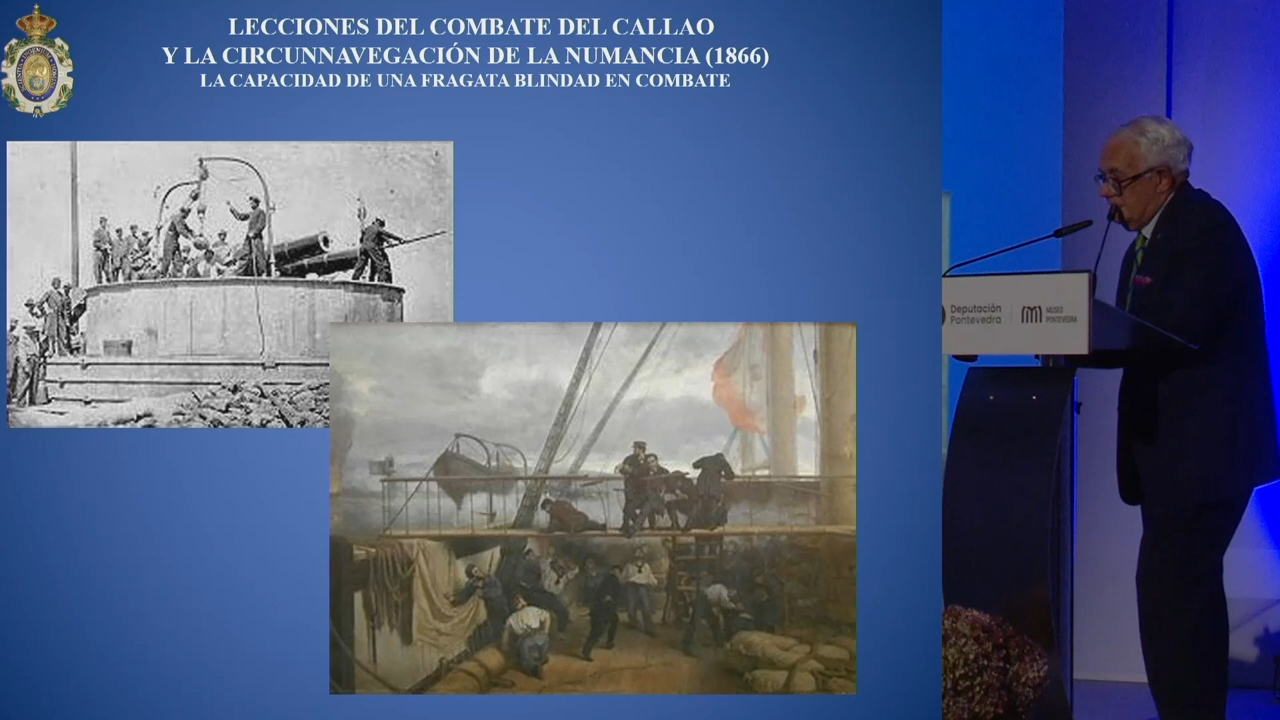 LECCIONES DEL COMBATE DEL CALLAO
Y LA CIRCUNNAVEGACIÓN DE LA NUMANCIA (1866)
LA CAPACIDAD DE UNA FRAGATA BLINDAD EN COMBATE
Deputación
Pontevedra
MUSEO
PONTEVEDRA